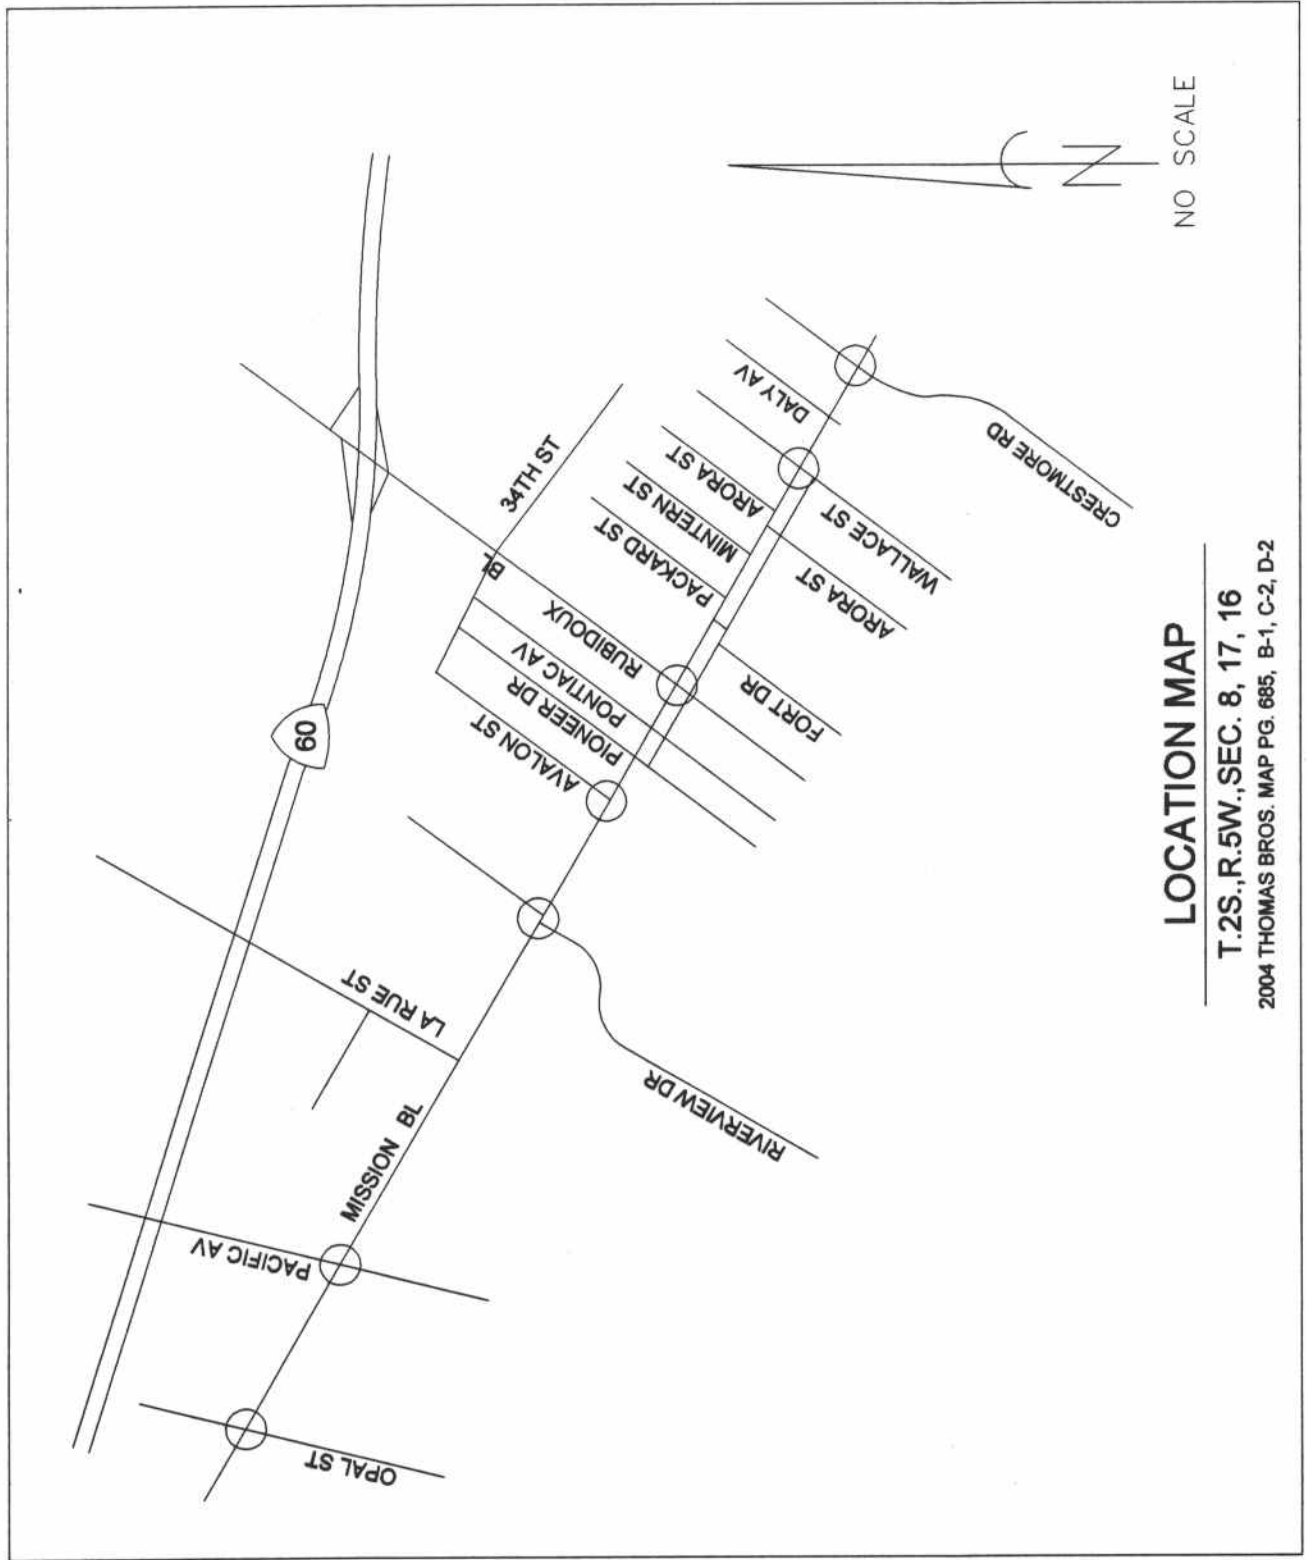 60
34TH ST
OPAL ST
PACIFIC AV
MISSION BL
LA RUE ST
RIVERVIEW DR
AVALON ST
PIONEER DR
PONTIAC AV
RUBIDOUX BL
PACKARD ST
MINTERN ST
ARORA ST
DALY AV
FORT DR
ARORA ST
WALLACE ST
CRESTMORE RD
N
NO SCALE
LOCATION MAP
T.2S.,R.5W.,SEC. 8, 17, 16
2004 THOMAS BROS. MAP PG. 685, B-1, C-2, D-2